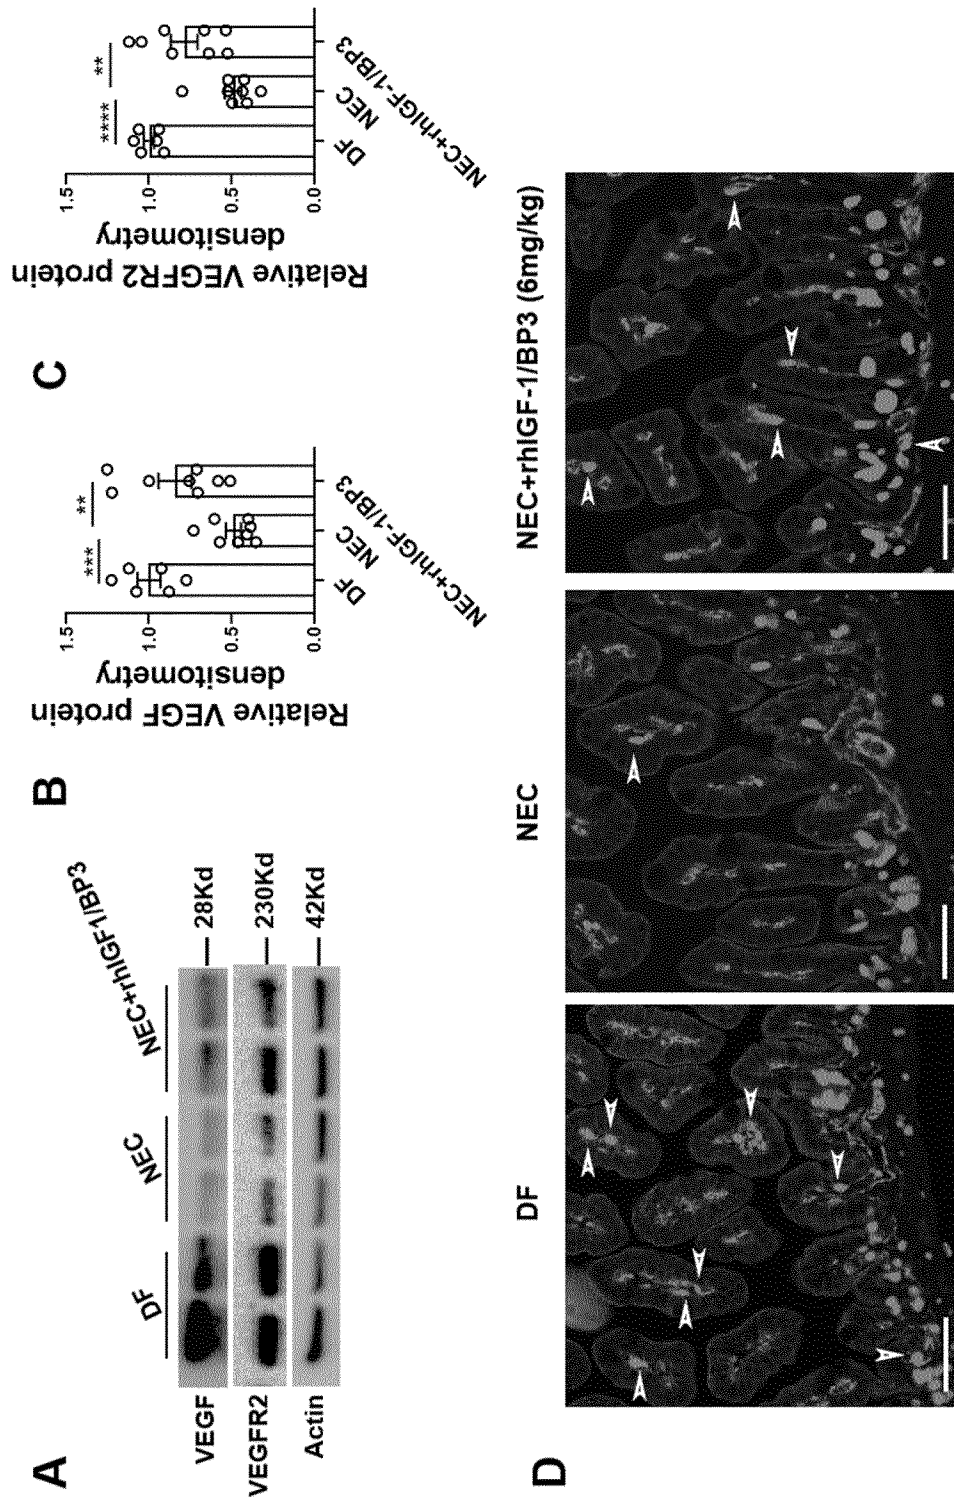 A
DF
NEC
NEC+rhIGF1/BP3
VEGF
28Kd
VEGFR2
230Kd
Actin
42Kd
B
Relative VEGF protein
densitometry
1.5
1.0
0.5
0.0
***
**
DF
NEC
NEC+rhIGF-1/BP3
C
Relative VEGFR2 protein
densitometry
1.5
1.0
0.5
0.0
****
**
DF
NEC
NEC+rhIGF-1/BP3
D
DF
NEC
NEC+rhIGF-1/BP3 (6mg/kg)